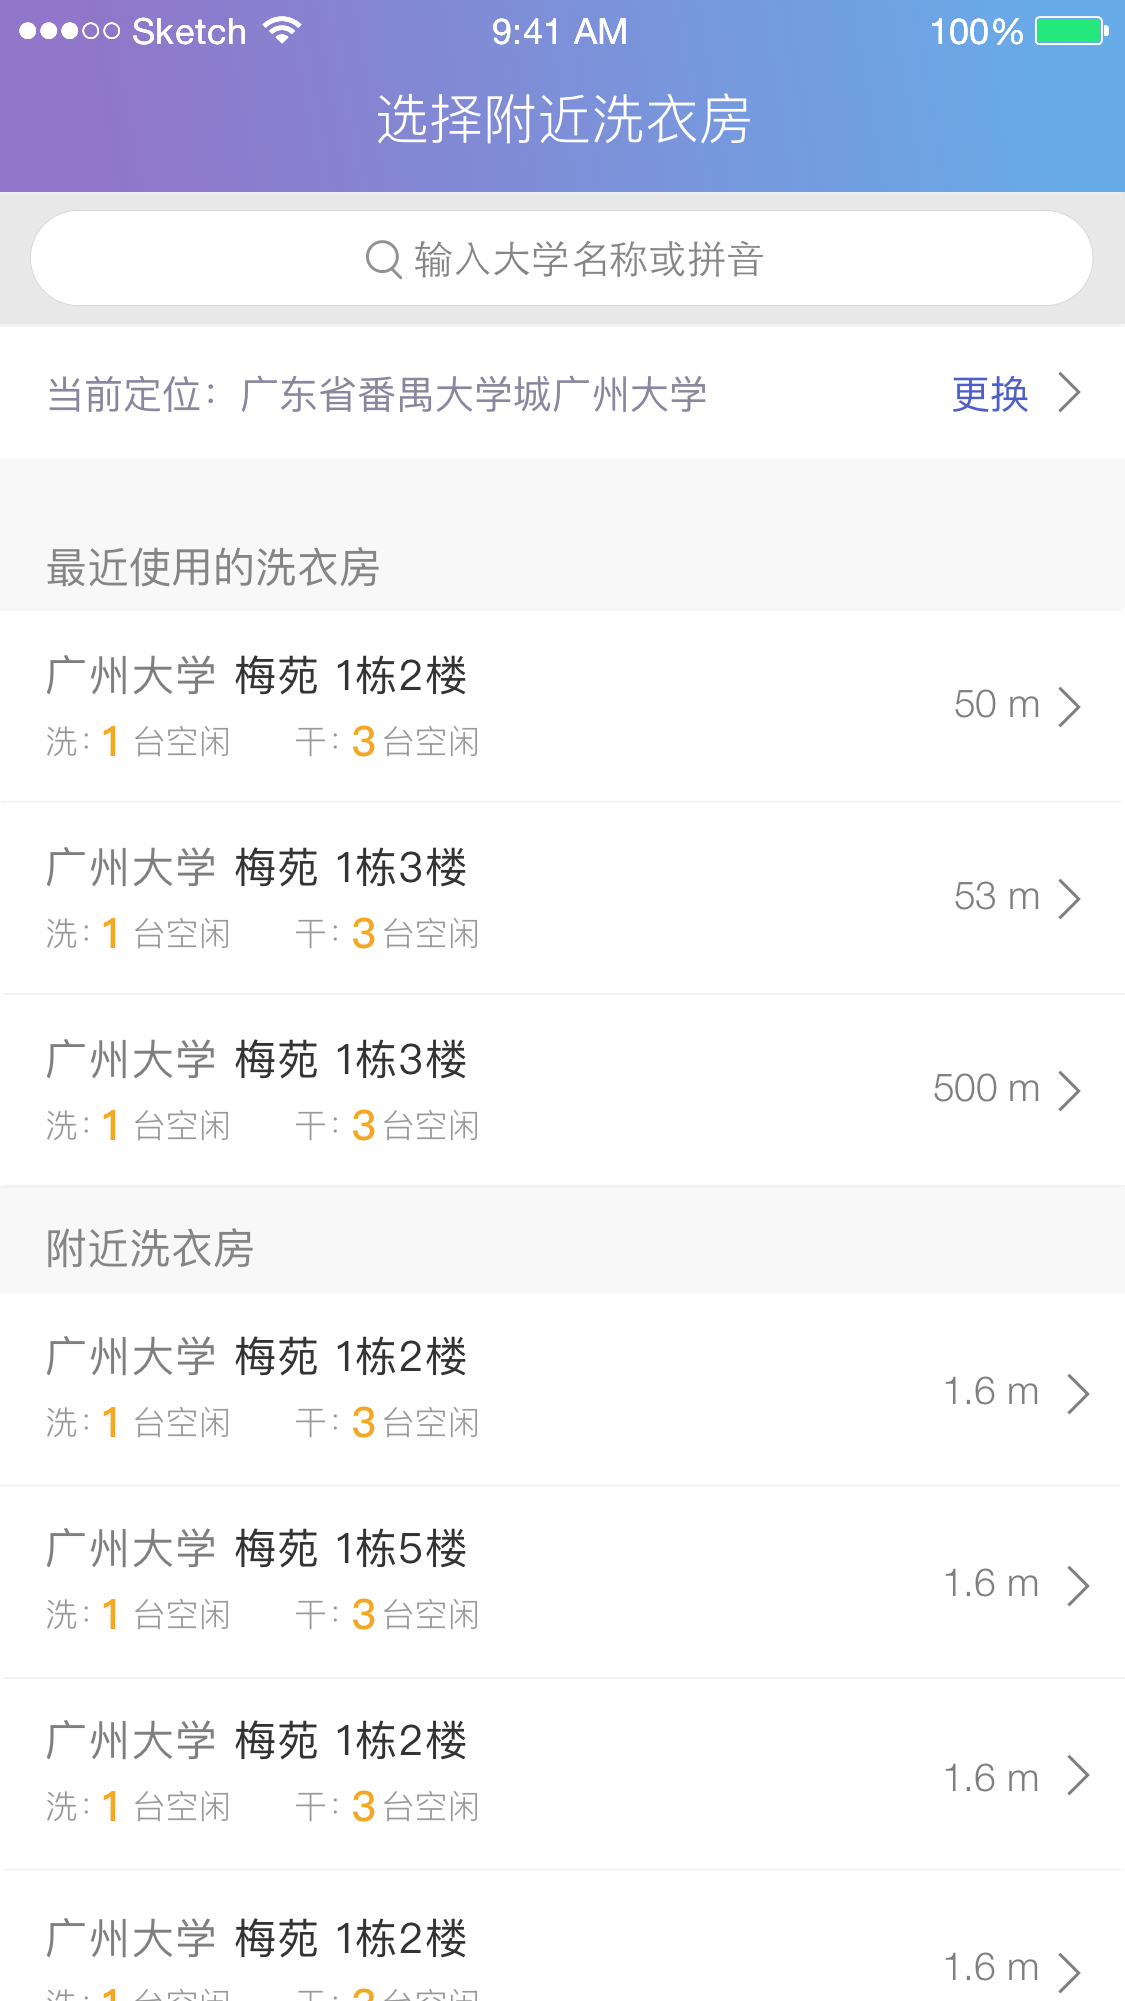 Sketch 9:41 AM 100%
选择附近洗衣房
输入大学名称或拼音
当前定位：广东省番禺大学城广州大学 更换
最近使用的洗衣房
广州大学 梅苑 1栋2楼
50 m
洗：1 台空闲 干：3台空闲
广州大学 梅苑 1栋3楼
53 m
洗：1 台空闲 干：3台空闲
广州大学 梅苑 1栋3楼
500 m
洗：1 台空闲 干：3台空闲
附近洗衣房
广州大学 梅苑 1栋2楼
1.6 m
洗：1 台空闲 干：3台空闲
广州大学 梅苑 1栋5楼
1.6 m
洗：1 台空闲 干：3台空闲
广州大学 梅苑 1栋2楼
1.6 m
洗：1 台空闲 干：3台空闲
广州大学 梅苑 1栋2楼
1.6 m